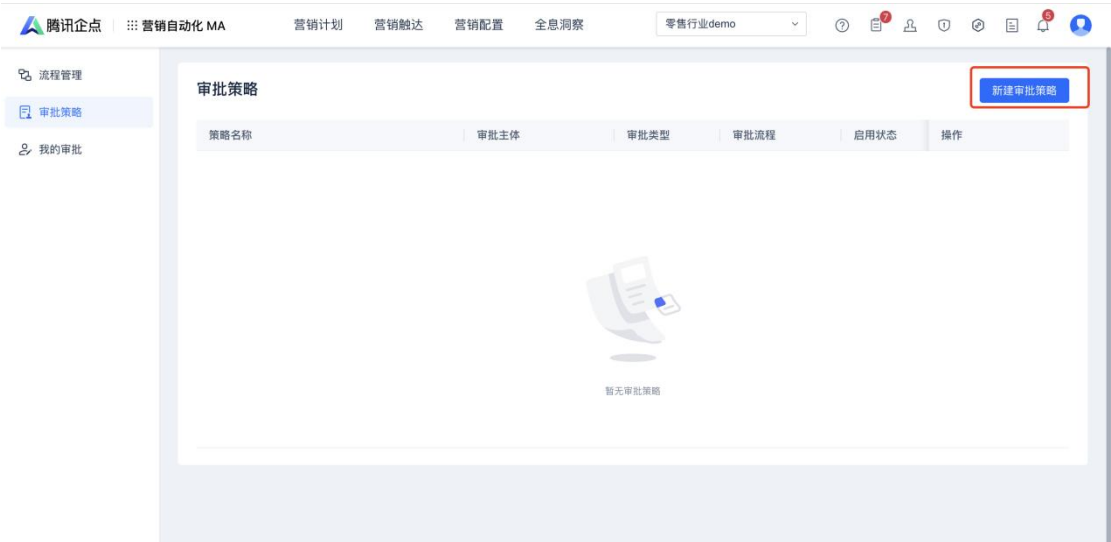 腾讯企点 营销自动化 MA 营销计划 营销触达 营销配置 全息洞察 零售行业demo 7 5
流程管理
审批策略
我的审批
审批策略 新建审批策略
策略名称 审批主体 审批类型 审批流程 启用状态 操作
暂无审批策略